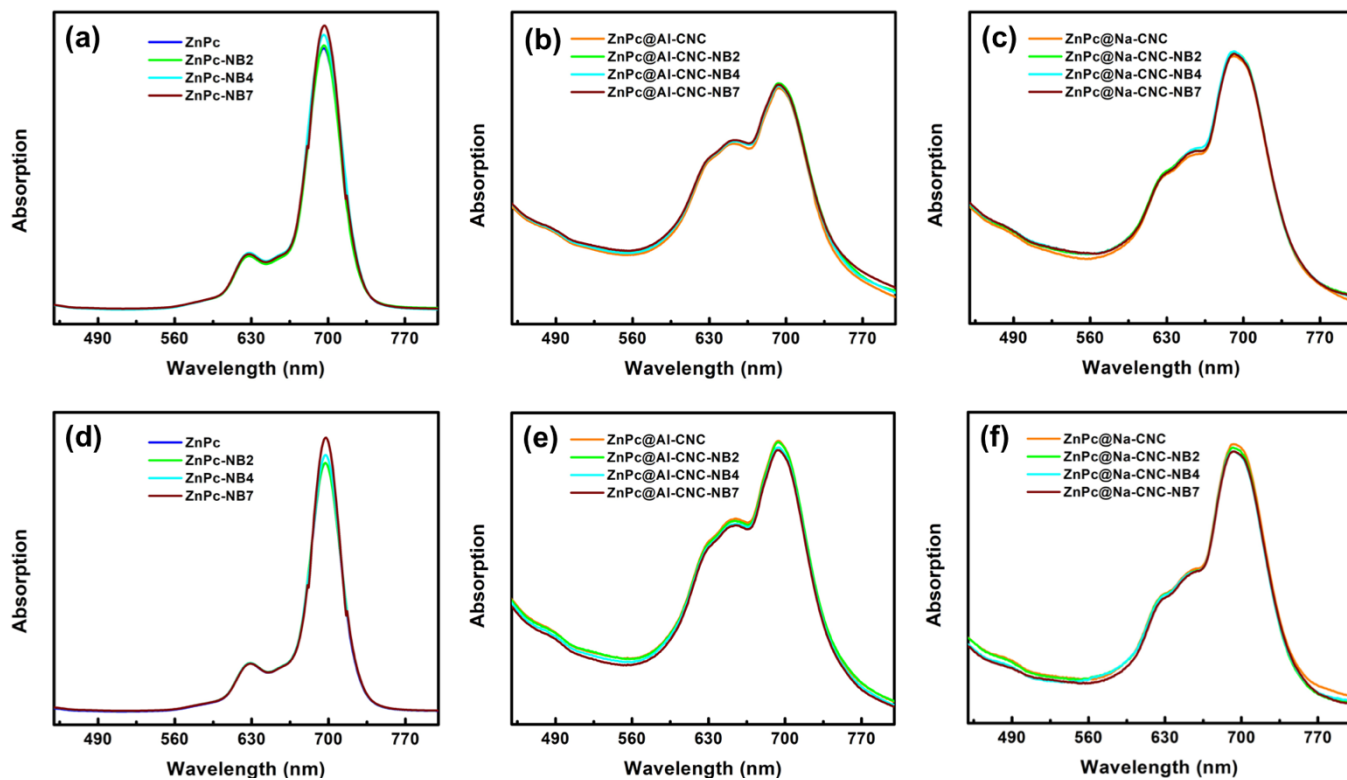 (a)
ZnPc
ZnPc-NB2
ZnPc-NB4
ZnPc-NB7
Absorption
490 560 630 700 770
Wavelength (nm)
(b)
ZnPc@Al-CNC
ZnPc@Al-CNC-NB2
ZnPc@Al-CNC-NB4
ZnPc@Al-CNC-NB7
Absorption
490 560 630 700 770
Wavelength (nm)
(c)
ZnPc@Na-CNC
ZnPc@Na-CNC-NB2
ZnPc@Na-CNC-NB4
ZnPc@Na-CNC-NB7
Absorption
490 560 630 700 770
Wavelength (nm)
(d)
ZnPc
ZnPc-NB2
ZnPc-NB4
ZnPc-NB7
Absorption
490 560 630 700 770
Wavelength (nm)
(e)
ZnPc@Al-CNC
ZnPc@Al-CNC-NB2
ZnPc@Al-CNC-NB4
ZnPc@Al-CNC-NB7
Absorption
490 560 630 700 770
Wavelength (nm)
(f)
ZnPc@Na-CNC
ZnPc@Na-CNC-NB2
ZnPc@Na-CNC-NB4
ZnPc@Na-CNC-NB7
Absorption
490 560 630 700 770
Wavelength (nm)